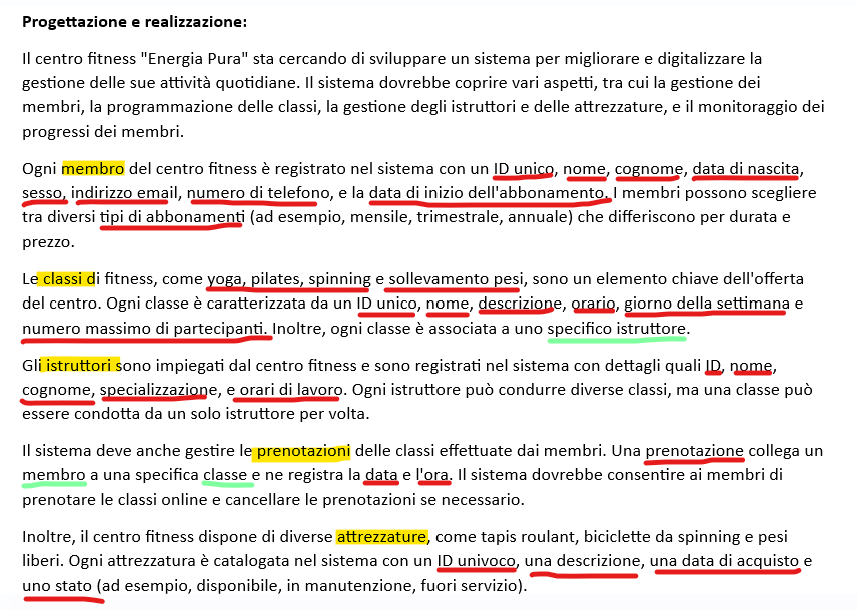 Progettazione e realizzazione:
Il centro fitness "Energia Pura" sta cercando di sviluppare un sistema per migliorare e digitalizzare la
gestione delle sue attività quotidiane. Il sistema dovrebbe coprire vari aspetti, tra cui la gestione dei
membri, la programmazione delle classi, la gestione degli istruttori e delle attrezzature, e il monitoraggio dei
progressi dei membri.
Ogni membro del centro fitness è registrato nel sistema con un ID unico, nome, cognome, data di nascita,
sesso, indirizzo email, numero di telefono, e la data di inizio dell'abbonamento. I membri possono scegliere
tra diversi tipi di abbonamenti (ad esempio, mensile, trimestrale, annuale) che differiscono per durata e
prezzo.
Le classi di fitness, come yoga, pilates, spinning e sollevamento pesi, sono un elemento chiave dell'offerta
del centro. Ogni classe è caratterizzata da un ID unico, nome, descrizione, orario, giorno della settimana e
numero massimo di partecipanti. Inoltre, ogni classe è associata a uno specifico istruttore.
Gli istruttori sono impiegati dal centro fitness e sono registrati nel sistema con dettagli quali ID, nome,
cognome, specializzazione, e orari di lavoro. Ogni istruttore può condurre diverse classi, ma una classe può
essere condotta da un solo istruttore per volta.
Il sistema deve anche gestire le prenotazioni delle classi effettuate dai membri. Una prenotazione collega un
membro a una specifica classe e ne registra la data e l'ora. Il sistema dovrebbe consentire ai membri di
prenotare le classi online e cancellare le prenotazioni se necessario.
Inoltre, il centro fitness dispone di diverse attrezzature, come tapis roulant, biciclette da spinning e pesi
liberi. Ogni attrezzatura è catalogata nel sistema con un ID univoco, una descrizione, una data di acquisto e
uno stato (ad esempio, disponibile, in manutenzione, fuori servizio).